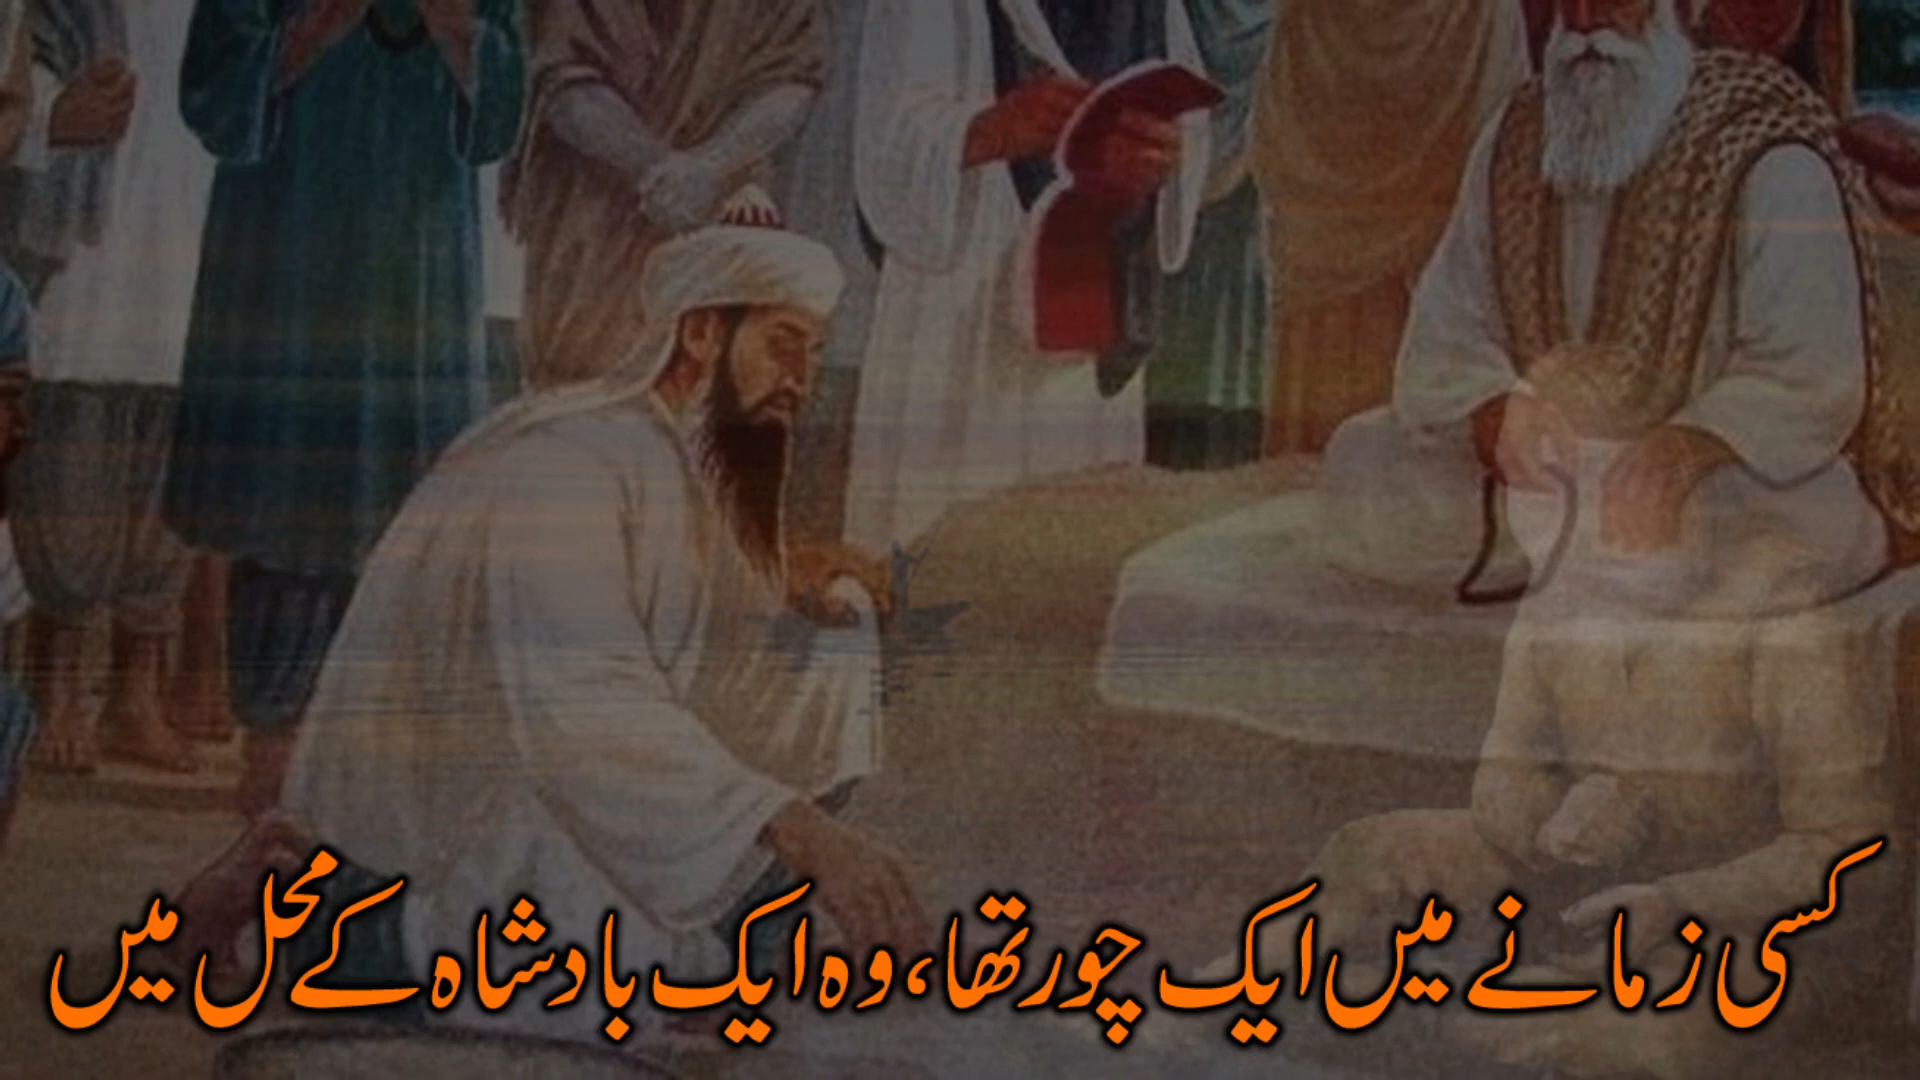 کسی زمانے میں ایک چور تھا، وہ ایک بادشاہ کے محل میں